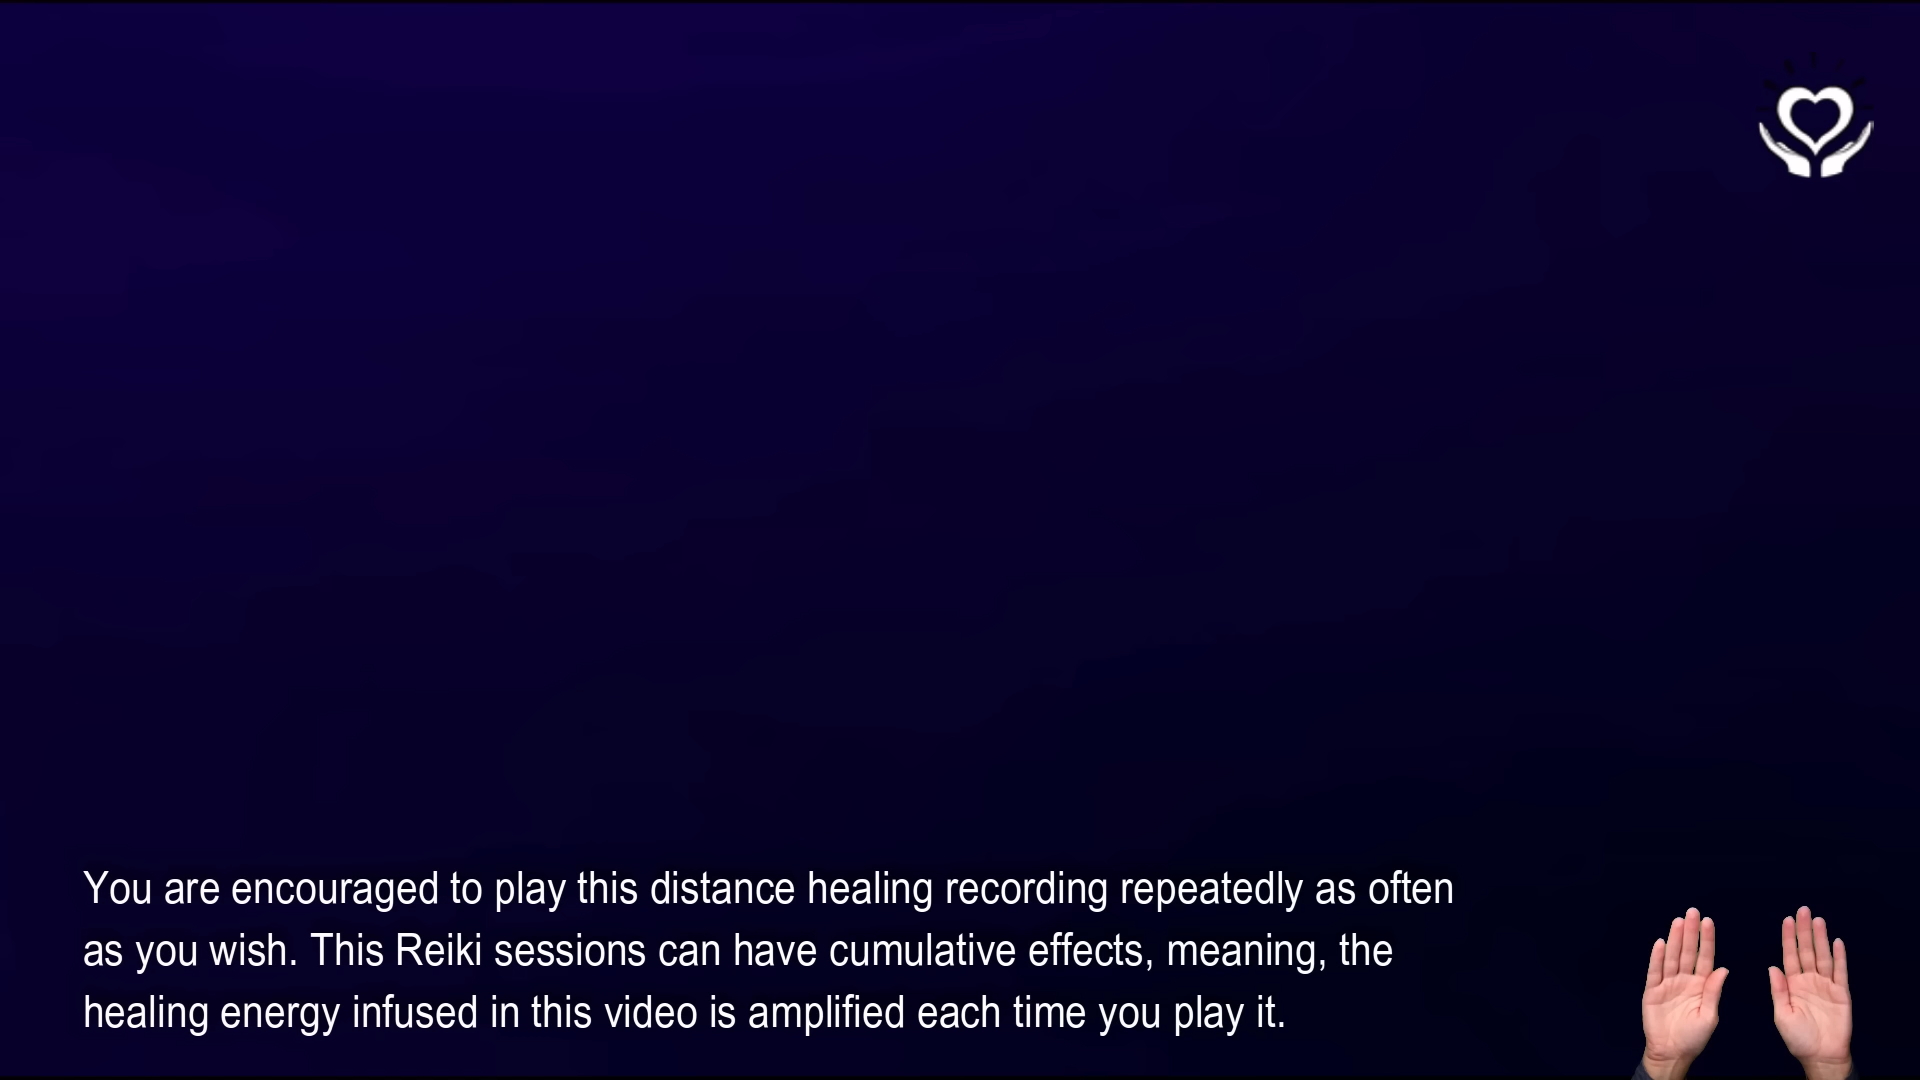 You are encouraged to play this distance healing recording repeatedly as often
as you wish. This Reiki sessions can have cumulative effects, meaning, the
healing energy infused in this video is amplified each time you play it.